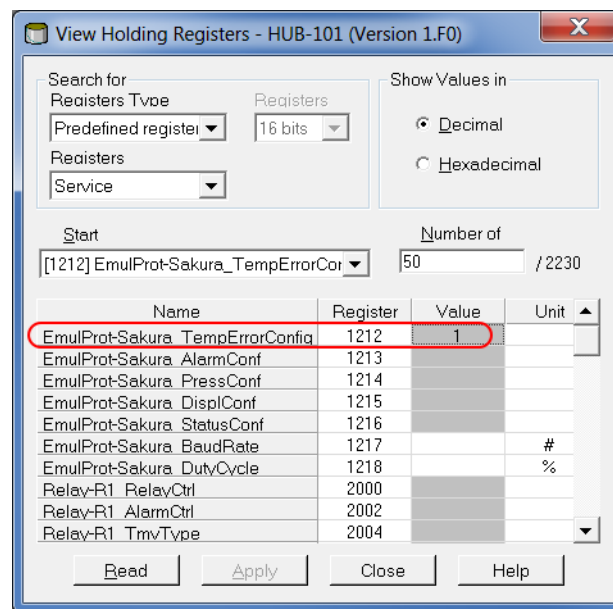 View Holding Registers - HUB-101 (Version 1.F0)
X
Search for
Registers Type
Registers
Predefined register
16 bits
Registers
Service
Show Values in
Decimal
Hexadecimal
Start
Number of
[1212] EmulProt-Sakura_TempErrorCor
50
/ 2230
Name Register Value Unit
EmulProt-Sakura_TempErrorConfig 1212 1
EmulProt-Sakura_AlarmConf 1213
EmulProt-Sakura_PressConf 1214
EmulProt-Sakura_DisplConf 1215
EmulProt-Sakura_StatusConf 1216
EmulProt-Sakura_BaudRate 1217 #
EmulProt-Sakura_DutyCycle 1218 %
Relay-R1_RelayCtrl 2000
Relay-R1_AlarmCtrl 2002
Relay-R1_TmvType 2004
Read Apply Close Help